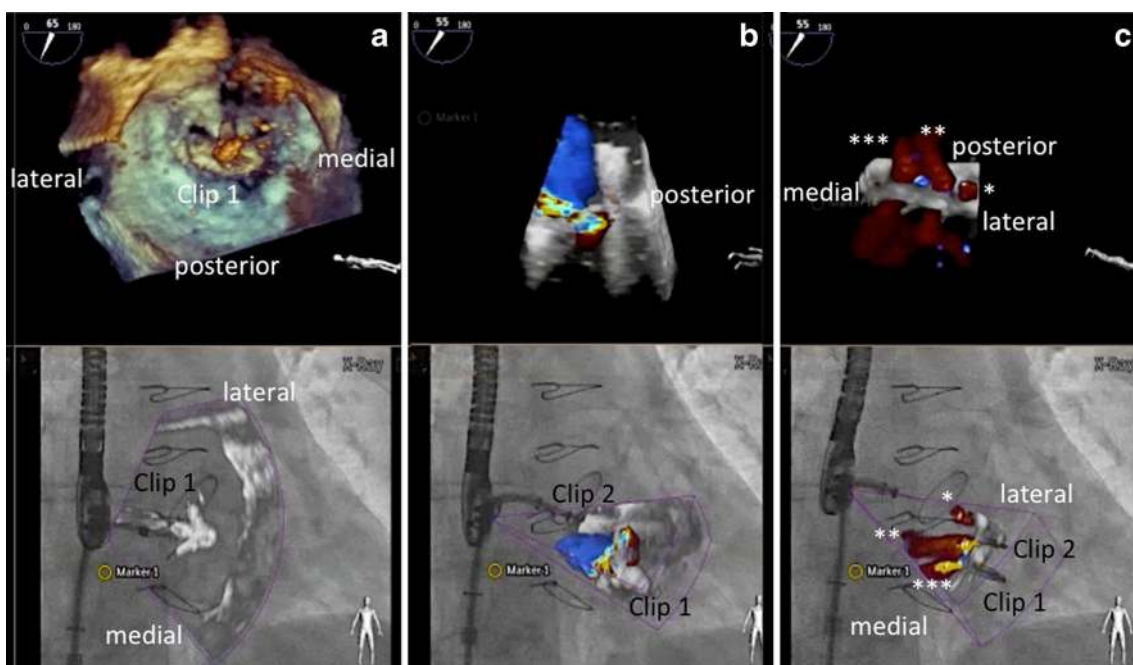 0 65 180
a
lateral
Clip 1
medial
posterior
0 55 180
b
Marker 1
posterior
55 180
c
*** **
posterior
medial
*
lateral
X-Ray
lateral
Clip 1
Marker 1
medial
Clip 2
Marker 1
Clip 1
X-Ray
*
lateral
**
Clip 2
Marker 1
***
Clip 1
medial